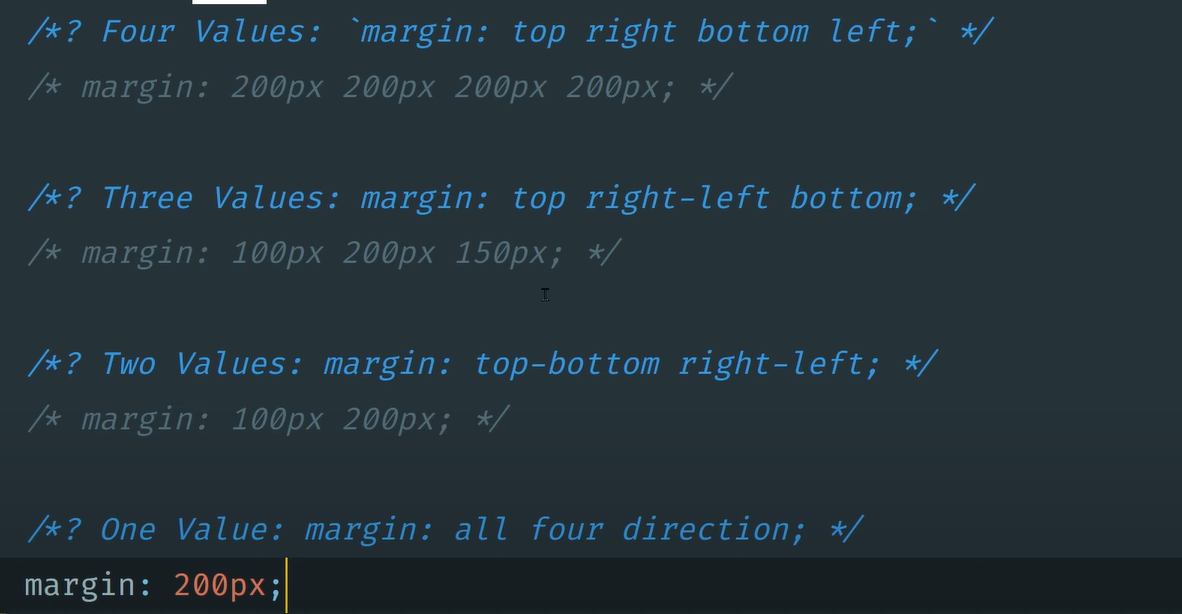 /*? Four Values: `margin: top right bottom left;` */
/* margin: 200px 200px 200px 200px; */
/*? Three Values: margin: top right-left bottom; */
/* margin: 100px 200px 150px; */
/*? Two Values: margin: top-bottom right-left; */
/* margin: 100px 200px; */
/*? One Value: margin: all four direction; */
margin: 200px;